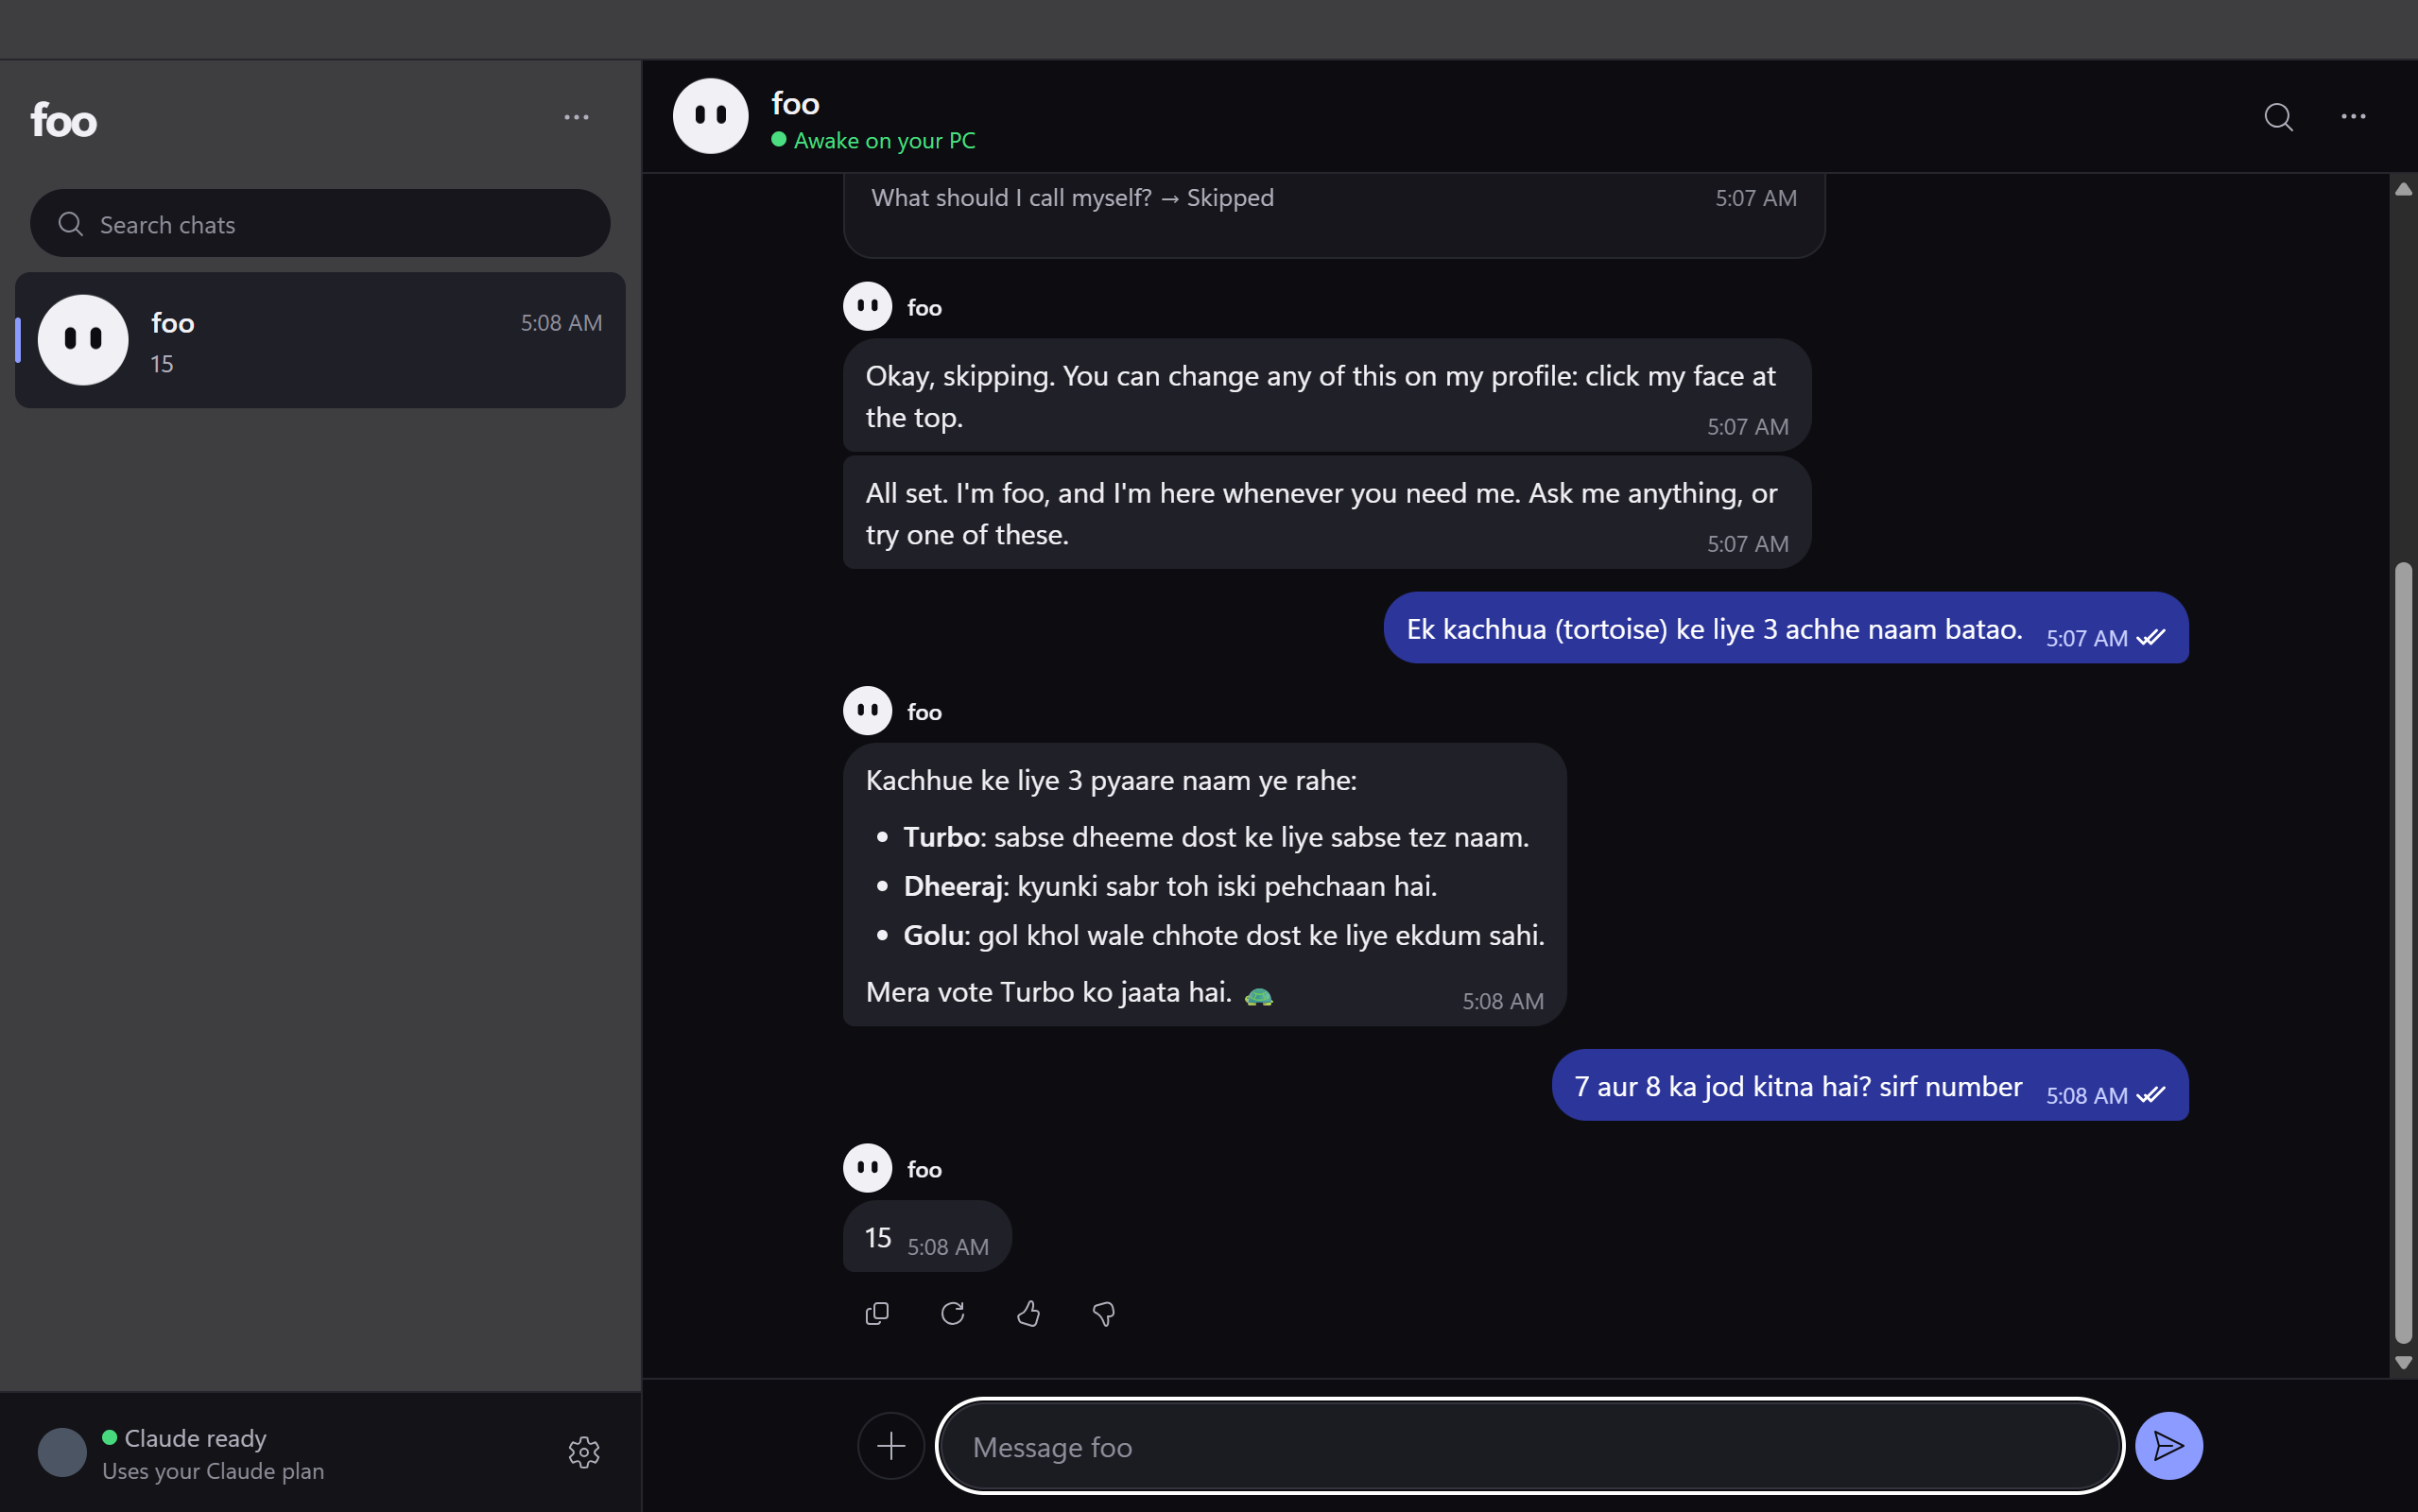 foo
Search chats
foo
5:08 AM
15
Claude ready
Uses your Claude plan
foo
Awake on your PC
What should I call myself? → Skipped
5:07 AM
foo
Okay, skipping. You can change any of this on my profile: click my face at
the top.
5:07 AM
All set. I'm foo, and I'm here whenever you need me. Ask me anything, or
try one of these.
5:07 AM
Ek kachhua (tortoise) ke liye 3 achhe naam batao.
5:07 AM
foo
Kachhue ke liye 3 pyaare naam ye rahe:
• Turbo: sabse dheeme dost ke liye sabse tez naam.
• Dheeraj: kyunki sabr toh iski pehchaan hai.
• Golu: gol khol wale chhote dost ke liye ekdum sahi.
Mera vote Turbo ko jaata hai. 🐢
5:08 AM
7 aur 8 ka jod kitna hai? sirf number
5:08 AM
foo
15
5:08 AM
Message foo